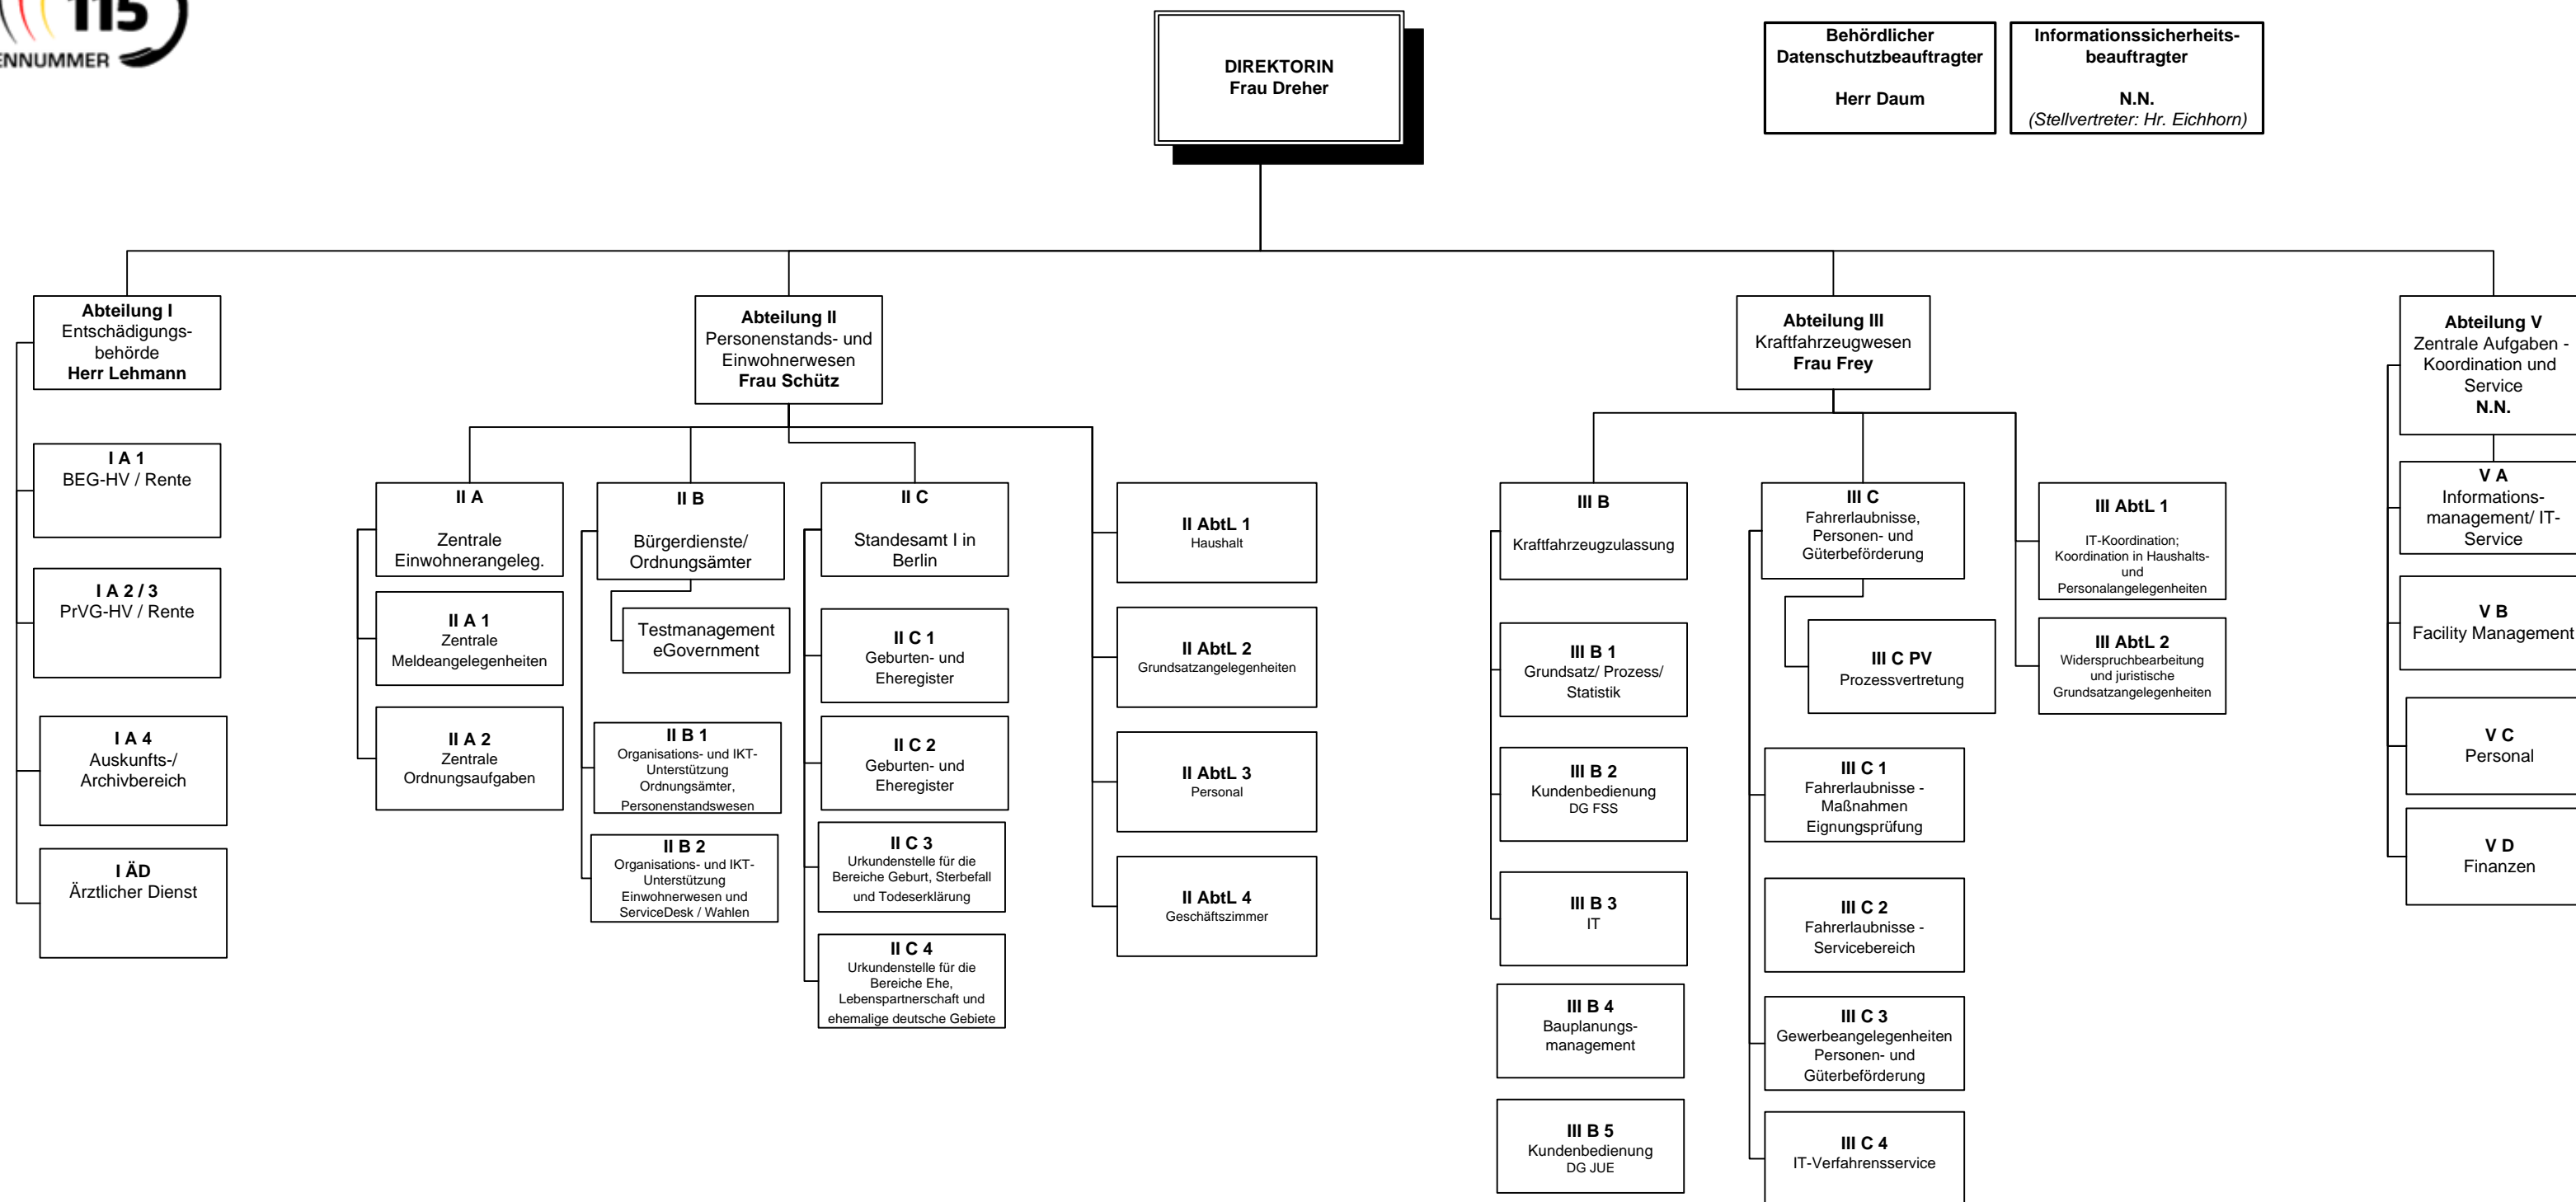 115
ENNUMMER
DIREKTORIN
Frau Dreher
Behördlicher
Datenschutzbeauftragter
Herr Daum
Informationssicherheits-
beauftragter
N.N.
(Stellvertreter: Hr. Eichhorn)
Abteilung I
Entschädigungs-
behörde
Herr Lehmann
I A 1
BEG-HV / Rente
I A 2 / 3
PrVG-HV / Rente
I A 4
Auskunfts-/
Archivbereich
I ÄD
Ärztlicher Dienst
Abteilung II
Personenstands- und
Einwohnerwesen
Frau Schütz
II A
Zentrale
Einwohnerangeleg.
II A 1
Zentrale
Meldeangelegenheiten
II A 2
Zentrale
Ordnungsaufgaben
II B
Bürgerdienste/
Ordnungsämter
Testmanagement
eGovernment
II B 1
Organisations- und IKT-
Unterstützung
Ordnungsämter,
Personenstandswesen
II B 2
Organisations- und IKT-
Unterstützung
Einwohnerwesen und
ServiceDesk / Wahlen
II C
Standesamt I in
Berlin
II C 1
Geburten- und
Eheregister
II C 2
Geburten- und
Eheregister
II C 3
Urkundenstelle für die
Bereiche Geburt, Sterbefall
und Todeserklärung
II C 4
Urkundenstelle für die
Bereiche Ehe,
Lebenspartnerschaft und
ehemalige deutsche Gebiete
II AbtL 1
Haushalt
II AbtL 2
Grundsatzangelegenheiten
II AbtL 3
Personal
II AbtL 4
Geschäftszimmer
Abteilung III
Kraftfahrzeugwesen
Frau Frey
III B
Kraftfahrzeugzulassung
III B 1
Grundsatz/ Prozess/
Statistik
III B 2
Kundenbedienung
DG FSS
III B 3
IT
III B 4
Bauplanungs-
management
III B 5
Kundenbedienung
DG JUE
III C
Fahrerlaubnisse,
Personen- und
Güterbeförderung
III C PV
Prozessvertretung
III C 1
Fahrerlaubnisse -
Maßnahmen
Eignungsprüfung
III C 2
Fahrerlaubnisse -
Servicebereich
III C 3
Gewerbeangelegenheiten
Personen- und
Güterbeförderung
III C 4
IT-Verfahrensservice
III AbtL 1
IT-Koordination;
Koordination in Haushalts-
und
Personalangelegenheiten
III AbtL 2
Widerspruchbearbeitung
und juristische
Grundsatzangelegenheiten
Abteilung V
Zentrale Aufgaben -
Koordination und
Service
N.N.
V A
Informations-
management/ IT-
Service
V B
Facility Management
V C
Personal
V D
Finanzen